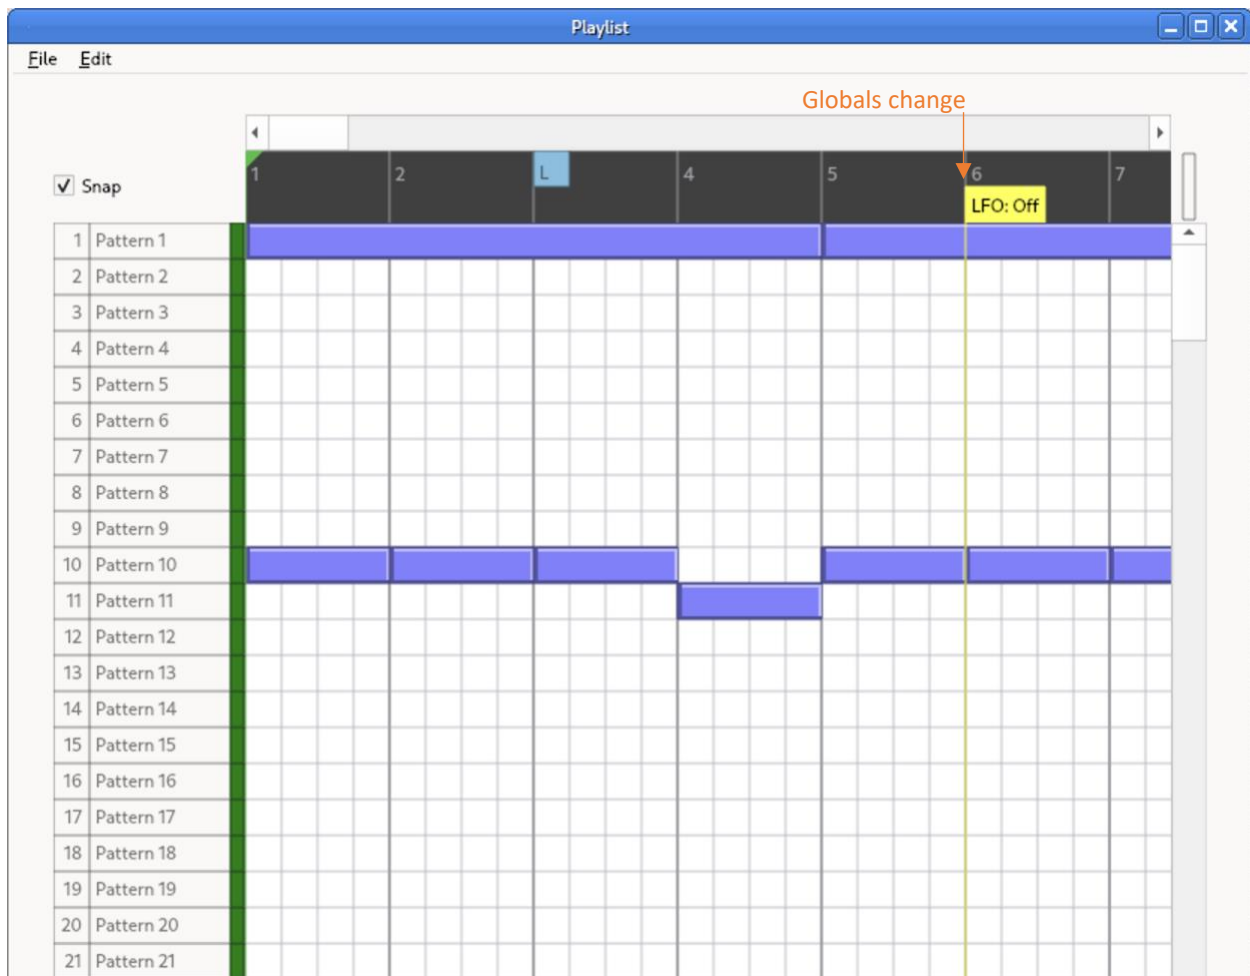 Playlist
File Edit
Globals change
Snap
1 2 L 4 5 6 7
LFO: Off
1 Pattern 1
2 Pattern 2
3 Pattern 3
4 Pattern 4
5 Pattern 5
6 Pattern 6
7 Pattern 7
8 Pattern 8
9 Pattern 9
10 Pattern 10
11 Pattern 11
12 Pattern 12
13 Pattern 13
14 Pattern 14
15 Pattern 15
16 Pattern 16
17 Pattern 17
18 Pattern 18
19 Pattern 19
20 Pattern 20
21 Pattern 21